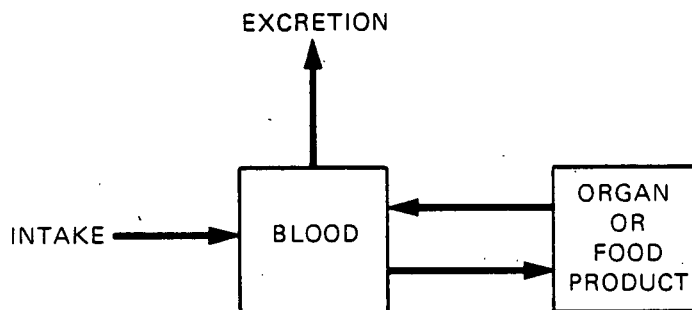 EXCRETION
INTAKE
BLOOD
ORGAN
OR
FOOD
PRODUCT